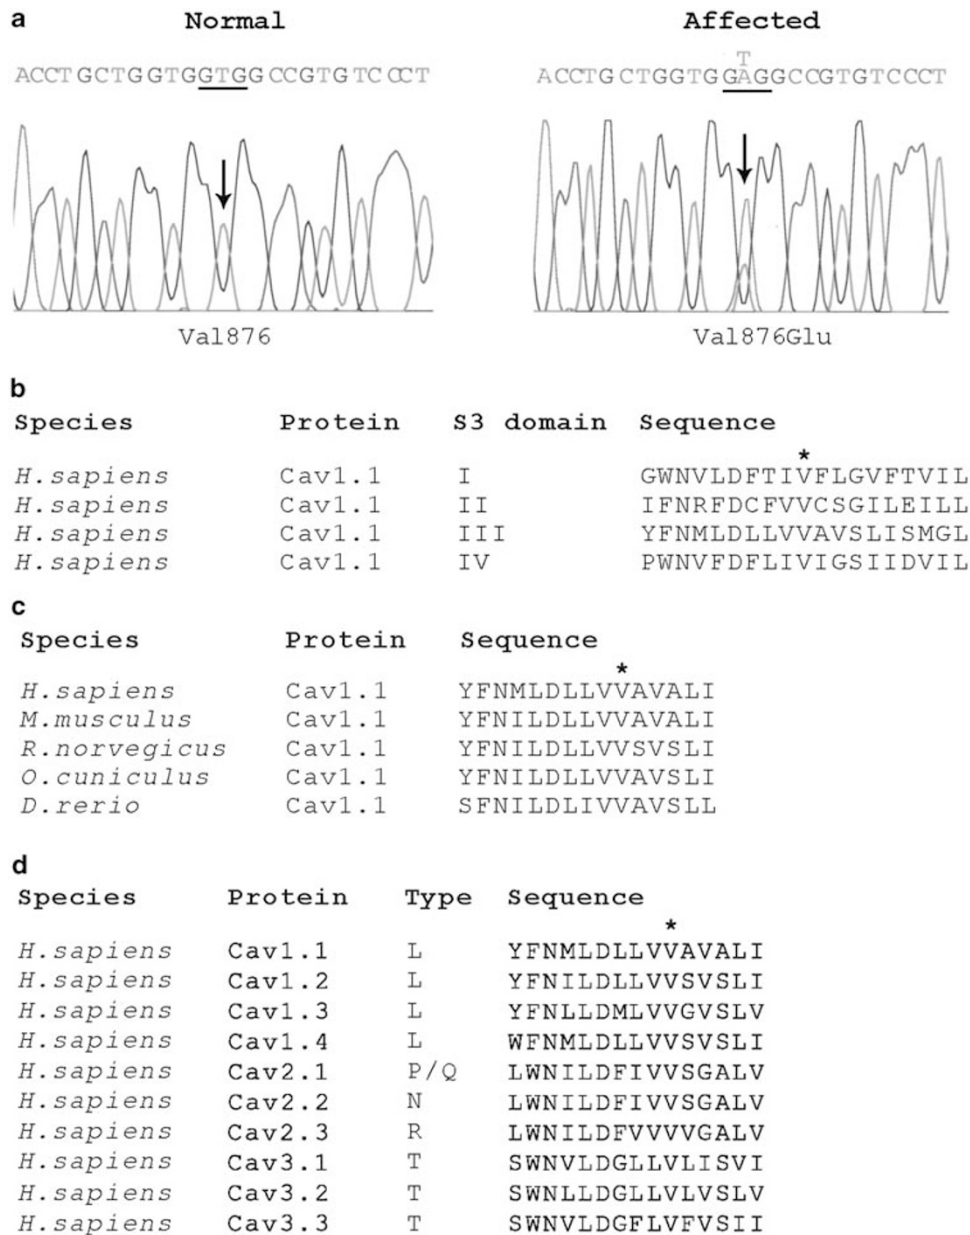 a Normal Affected
T
ACCTGCTGGTGGTGGCCGTGTCCCT ACCTGCTGGTGGAGGCCGTGTCCCT
Val876 Val876Glu
b
Species Protein S3 domain Sequence
*
H.sapiens Cav1.1 I GWNVLDFTIVFLGVFTVIL
H.sapiens Cav1.1 II IFNRFDCFVVCSGILEILL
H.sapiens Cav1.1 III YFNMLDLLVVAVSLISMGL
H.sapiens Cav1.1 IV PWNVFDFLIVIGSIIDVIL
c
Species Protein Sequence
*
H.sapiens Cav1.1 YFNMLDLLVVAVALI
M.musculus Cav1.1 YFNILDLLVVAVALI
R.norvegicus Cav1.1 YFNILDLLVVSVSLI
O.cuniculus Cav1.1 YFNILDLLVVAVSLI
D.rerio Cav1.1 SFNILDLIVVAVSLL
d
Species Protein Type Sequence
*
H.sapiens Cav1.1 L YFNMLDLLVVAVALI
H.sapiens Cav1.2 L YFNILDLLVVSVSLI
H.sapiens Cav1.3 L YFNLLDMLVVGVSLV
H.sapiens Cav1.4 L WFNMLDLLVVSVSLI
H.sapiens Cav2.1 P/Q LWNILDFIVVSGALV
H.sapiens Cav2.2 N LWNILDFIVVSGALV
H.sapiens Cav2.3 R LWNILDFVVVVGALV
H.sapiens Cav3.1 T SWNVLDGLLVLISVI
H.sapiens Cav3.2 T SWNLLDGLLVLVSLV
H.sapiens Cav3.3 T SWNVLDGFLVFVSII